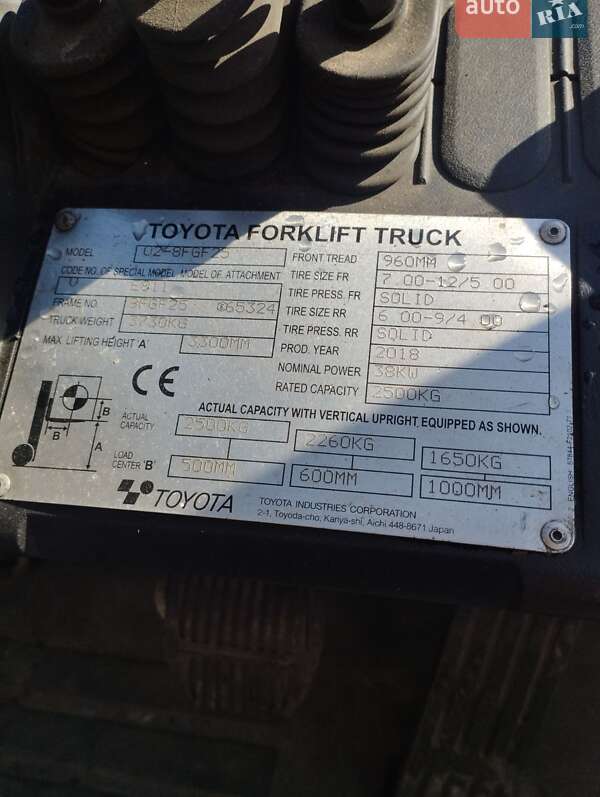 auto RIA.com
TOYOTA FORKLIFT TRUCK
MODEL 02-8FGF25
CODE NO. OF SPECIAL MODEL MODEL OF ATTACHMENT
FRAME NO. 8FGF25 65324
TRUCK WEIGHT 3730KG
MAX. LIFTING HEIGHT 'A' 3300MM
FRONT TREAD 960MM
TIRE SIZE FR 7.00-12/5.00
TIRE PRESS. FR SOLID
TIRE SIZE RR 6.00-9/4.00
TIRE PRESS. RR SOLID
PROD. YEAR 2018
NOMINAL POWER 38KW
RATED CAPACITY 2500KG
CE
B
B
A
ACTUAL CAPACITY WITH VERTICAL UPRIGHT, EQUIPPED AS SHOWN.
ACTUAL CAPACITY 2500KG 2260KG 1650KG
LOAD CENTER 'B' 500MM 600MM 1000MM
TOYOTA
TOYOTA INDUSTRIES CORPORATION
2-1, Toyoda-cho, Kariya-shi, Aichi 448-8671 Japan
ENGLISH